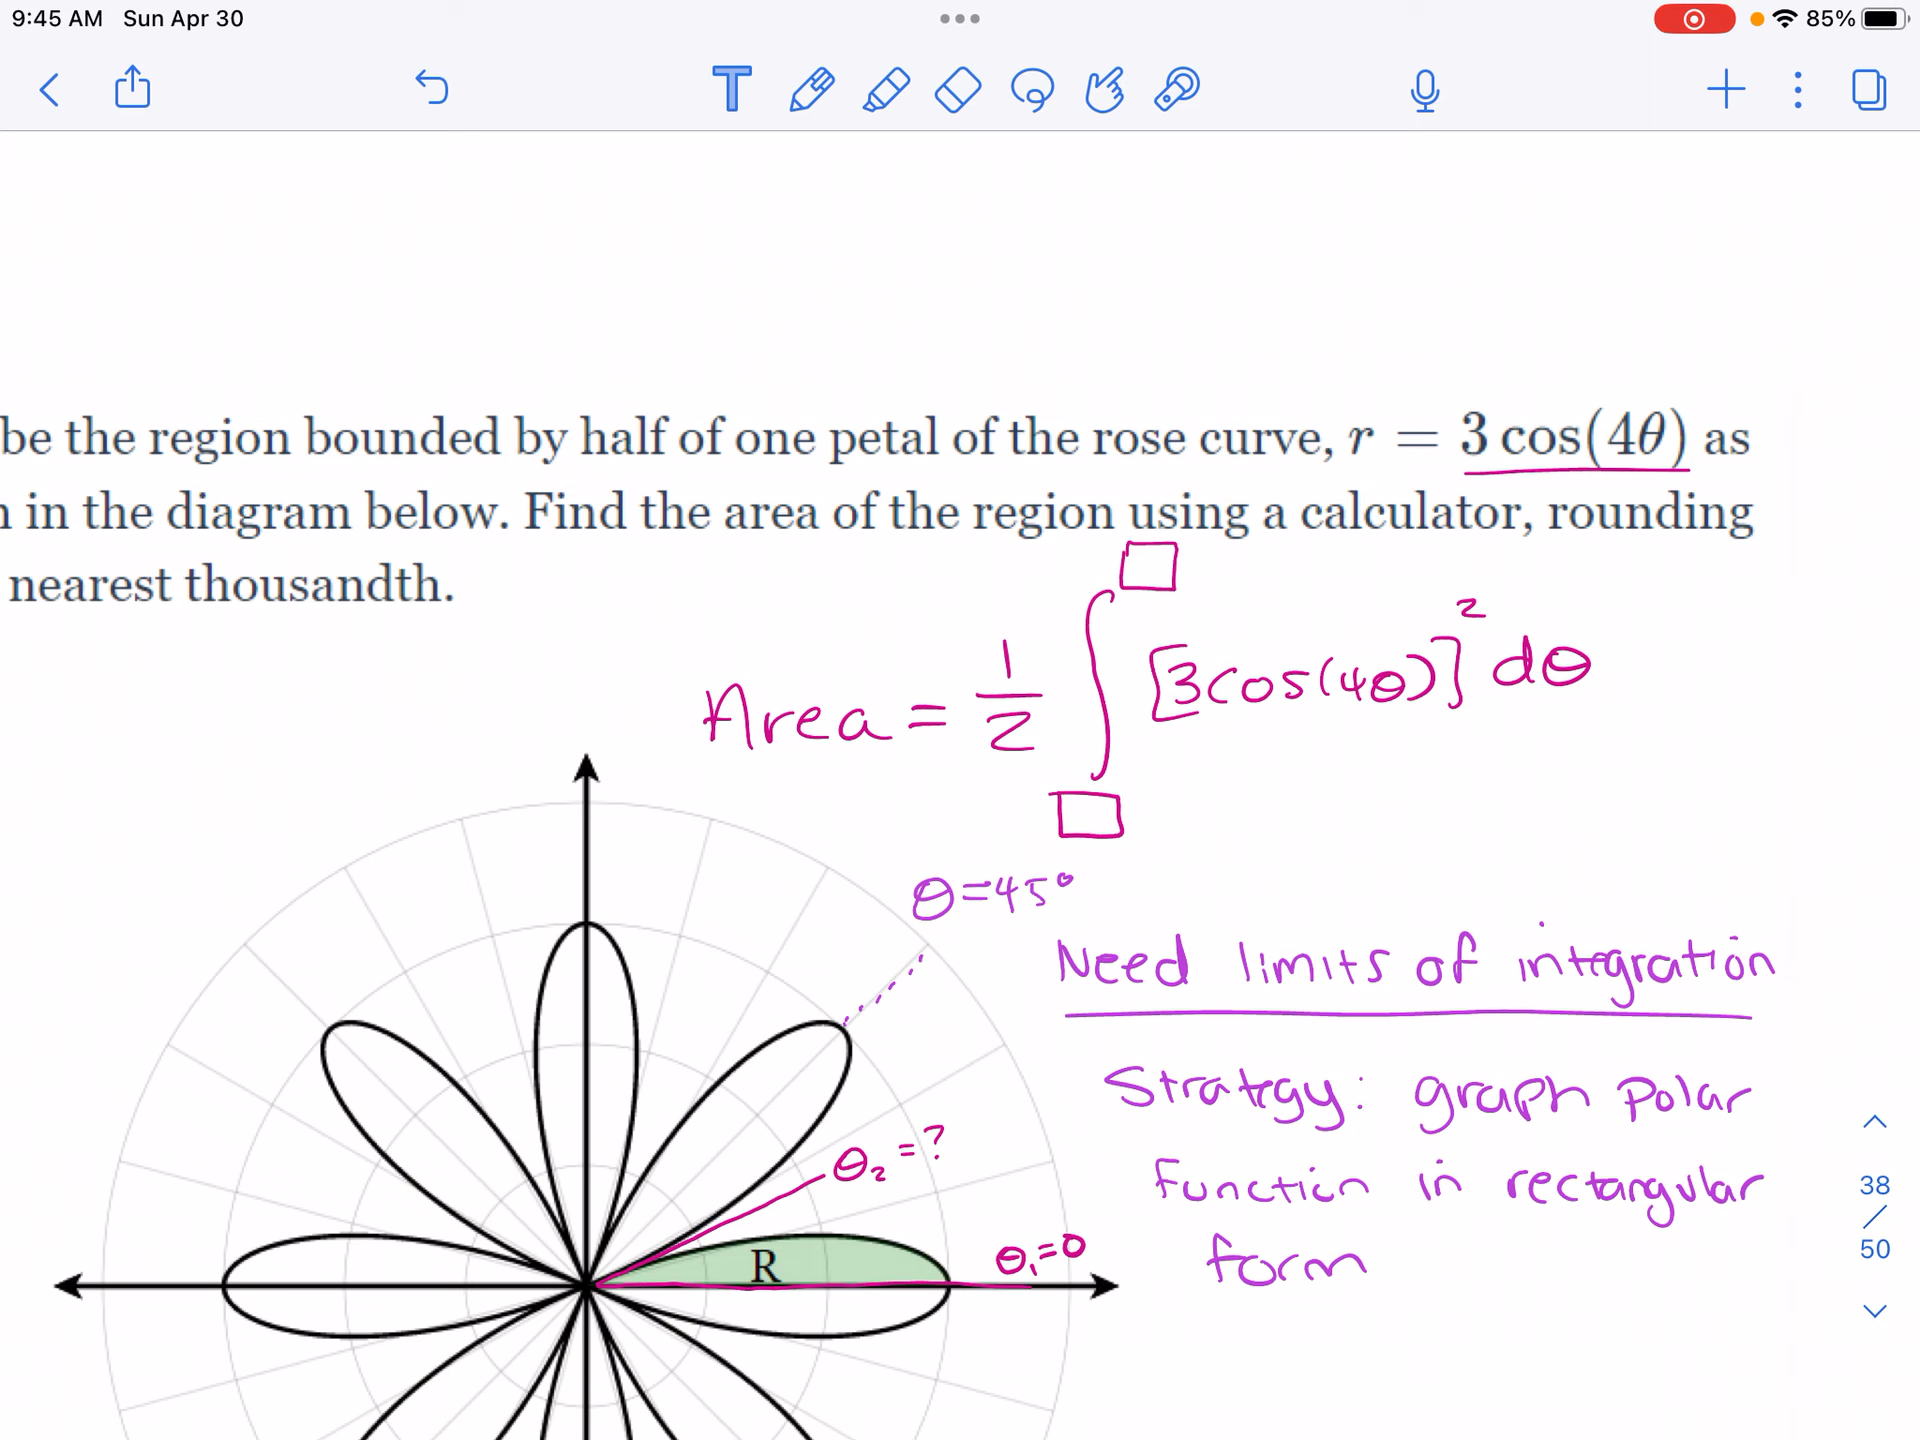 9:45 AM Sun Apr 30
85%
T
be the region bounded by half of one petal of the rose curve, r = 3 cos(4θ) as
in the diagram below. Find the area of the region using a calculator, rounding
nearest thousandth.
Area = 1/2 ∫ [3cos(4θ)]² dθ
θ=45°
Need limits of integration
Strategy: graph polar
function in rectangular
form
θ₂ = ?
θ₁=0
R
38
/
50